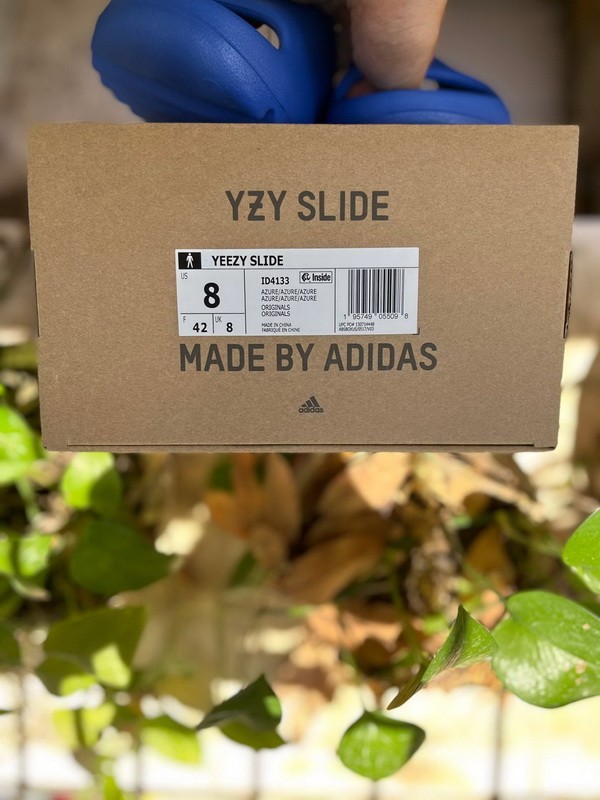 YZY SLIDE
YEEZY SLIDE
US
8
F
42
UK
8
ID4133
Inside
AZURE/AZURE/AZURE
AZURE/AZURE/AZURE
ORIGINALS
ORIGINALS
MADE IN CHINA
FABRIQUE EN CHINE
1 95749 05509 8
MADE BY ADIDAS
adidas